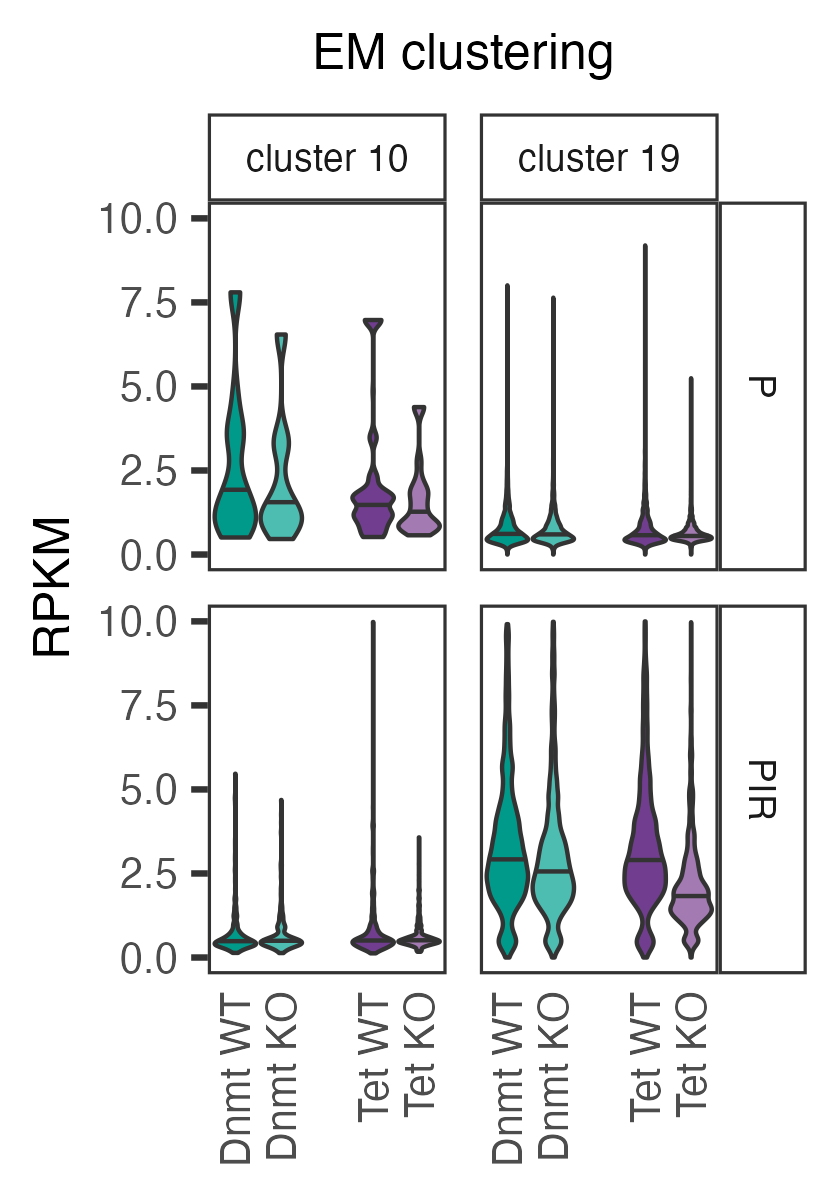 EM clustering
cluster 10
cluster 19
RPKM
10.0
7.5
5.0
2.5
0.0
P
10.0
7.5
5.0
2.5
0.0
PIR
Dnmt WT
Dnmt KO
Tet WT
Tet KO
Dnmt WT
Dnmt KO
Tet WT
Tet KO